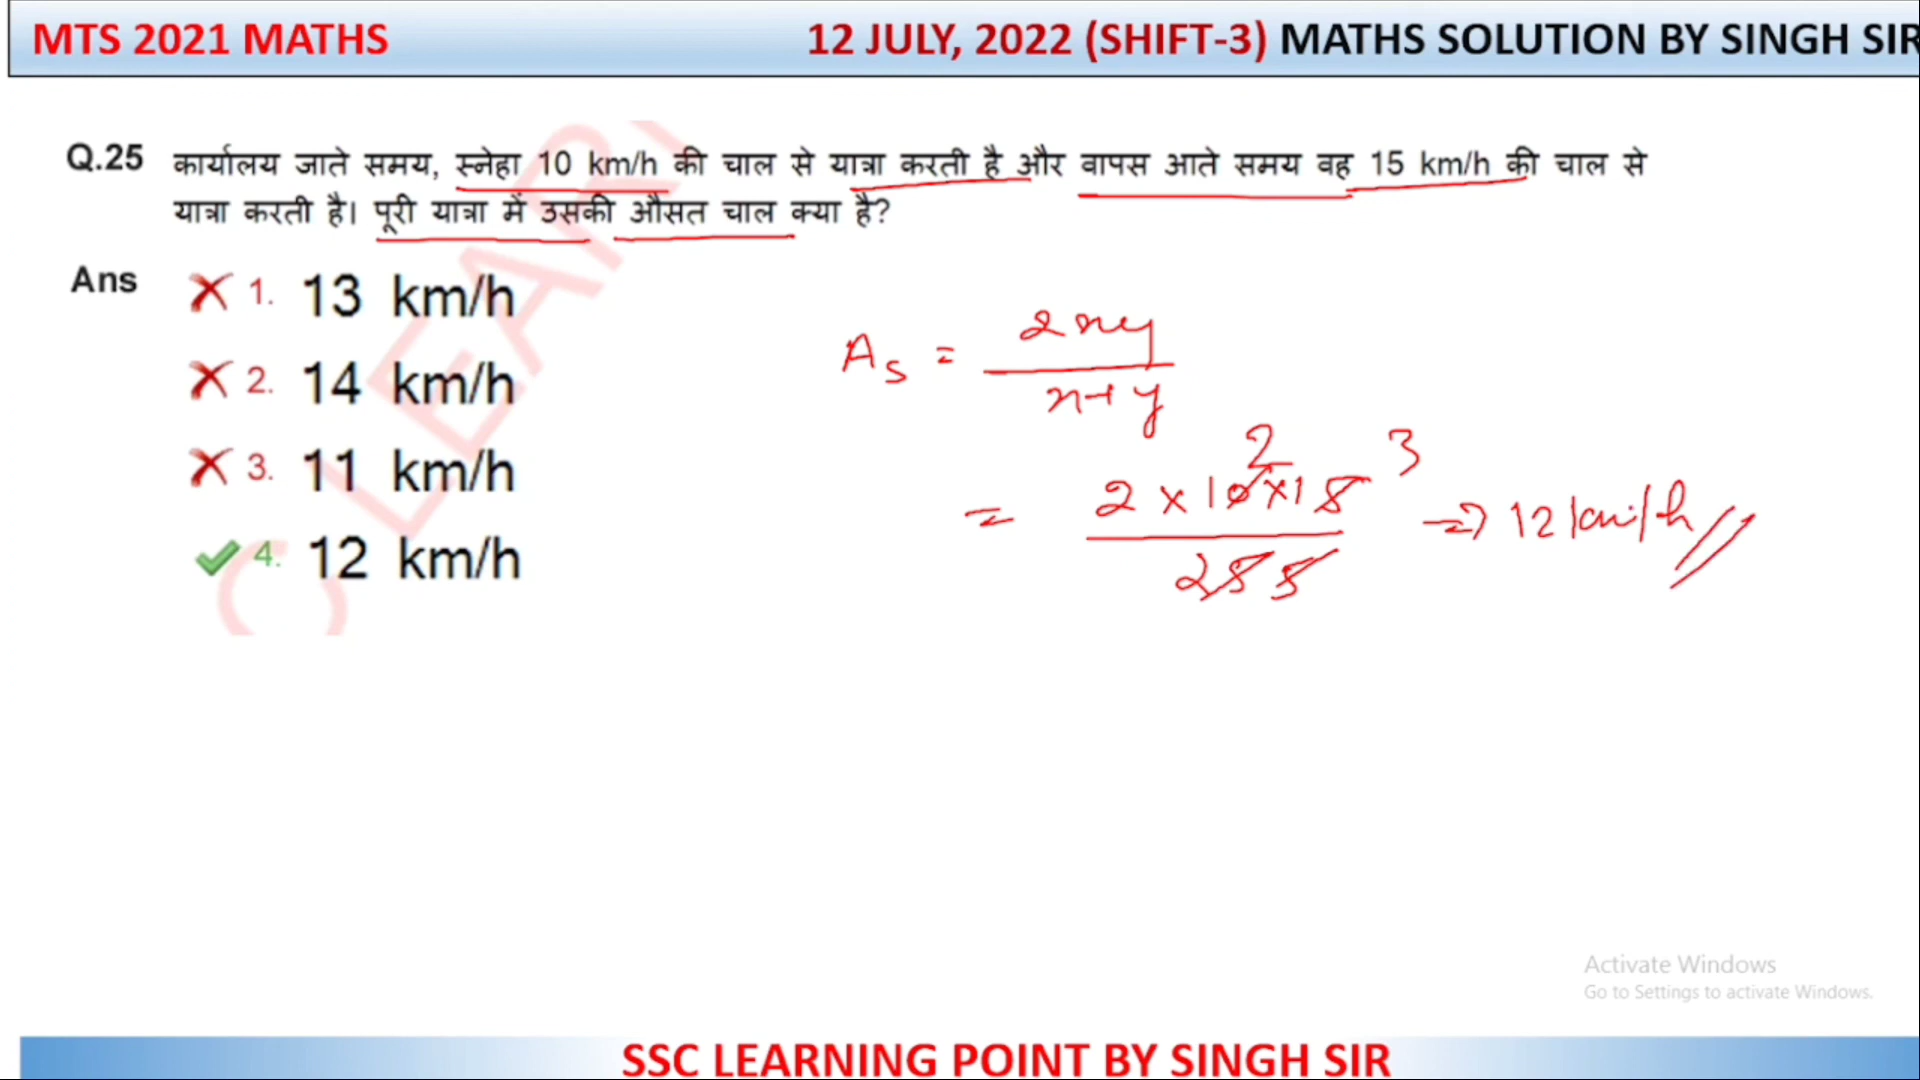 MTS 2021 MATHS 12 JULY, 2022 (SHIFT-3) MATHS SOLUTION BY SINGH SIR
Q.25 कार्यालय जाते समय, स्नेहा 10 km/h की चाल से यात्रा करती है और वापस आते समय वह 15 km/h की चाल से
यात्रा करती है। पूरी यात्रा में उसकी औसत चाल क्या है?
Ans
1. 13 km/h
2. 14 km/h
3. 11 km/h
4. 12 km/h
As = 2xy
x+y
2 3
= 2 × 10 × 15 ⇒ 12 km/h
25 5
Activate Windows
Go to Settings to activate Windows.
SSC LEARNING POINT BY SINGH SIR